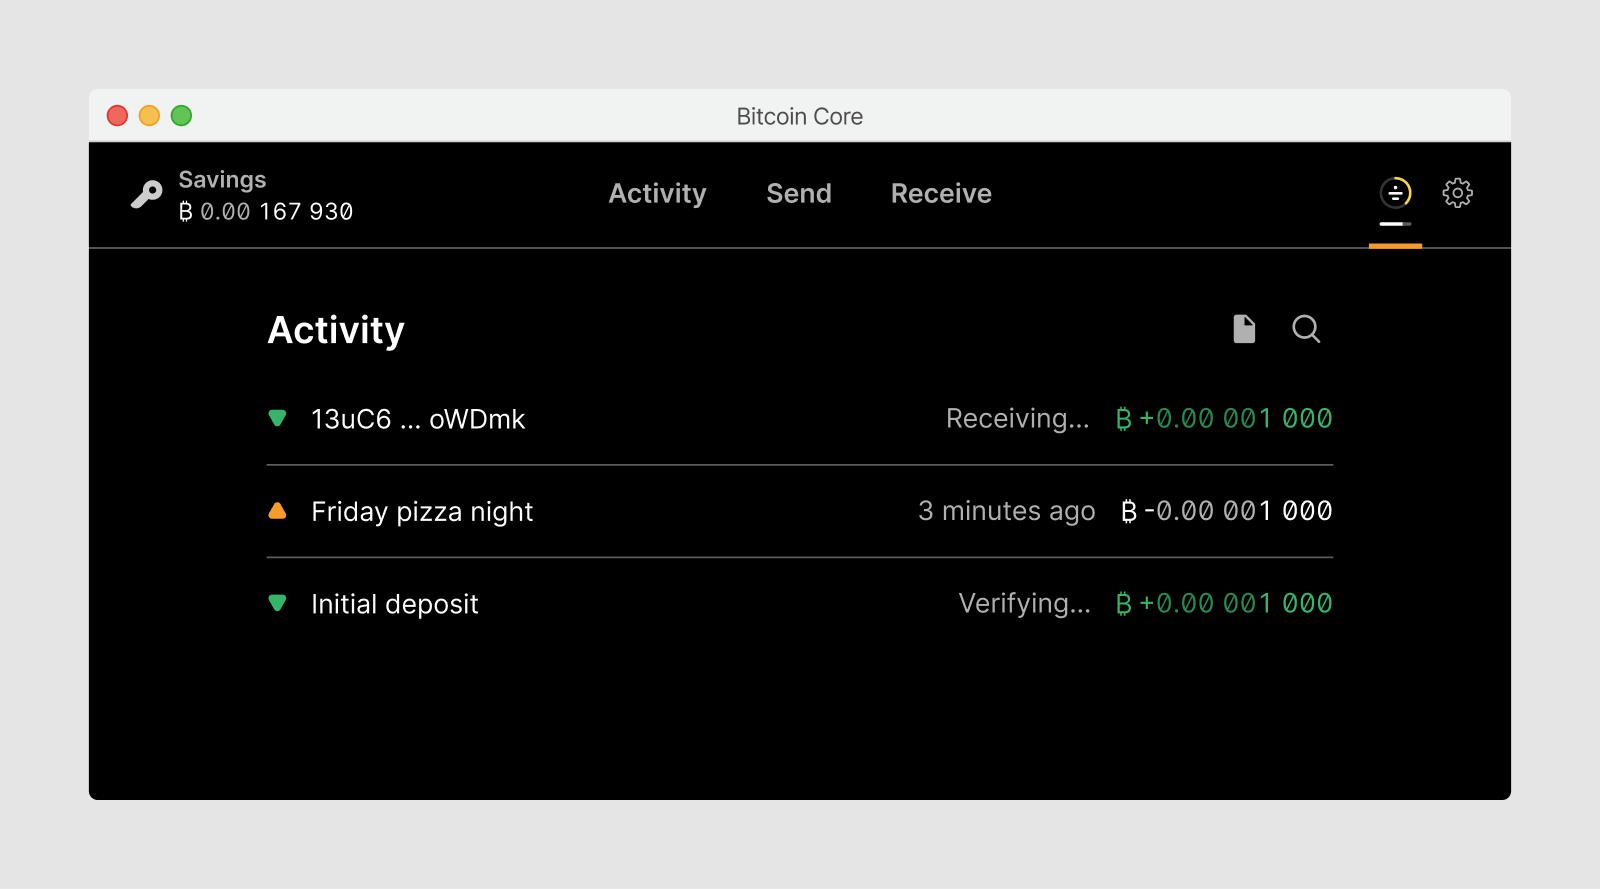 Bitcoin Core
Savings
₿ 0.00 167 930
Activity
Send
Receive
Activity
13uC6 ... oWDmk
Receiving...
₿ +0.00 001 000
Friday pizza night
3 minutes ago
₿ -0.00 001 000
Initial deposit
Verifying...
₿ +0.00 001 000